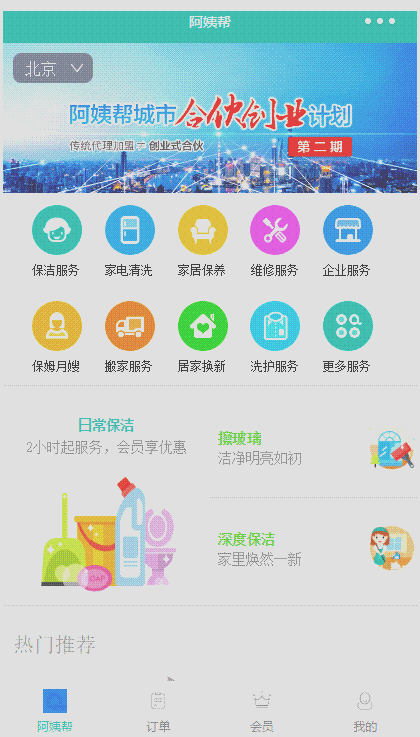 阿姨帮
北京
阿姨帮城市合伙创业计划
传统代理加盟 创业式合伙
第二期
保洁服务 家电清洗 家居保养 维修服务 企业服务
保姆月嫂 搬家服务 居家换新 洗护服务 更多服务
日常保洁
2小时起服务，会员享优惠
擦玻璃
洁净明亮如初
深度保洁
家里焕然一新
热门推荐
阿姨帮 订单 会员 我的